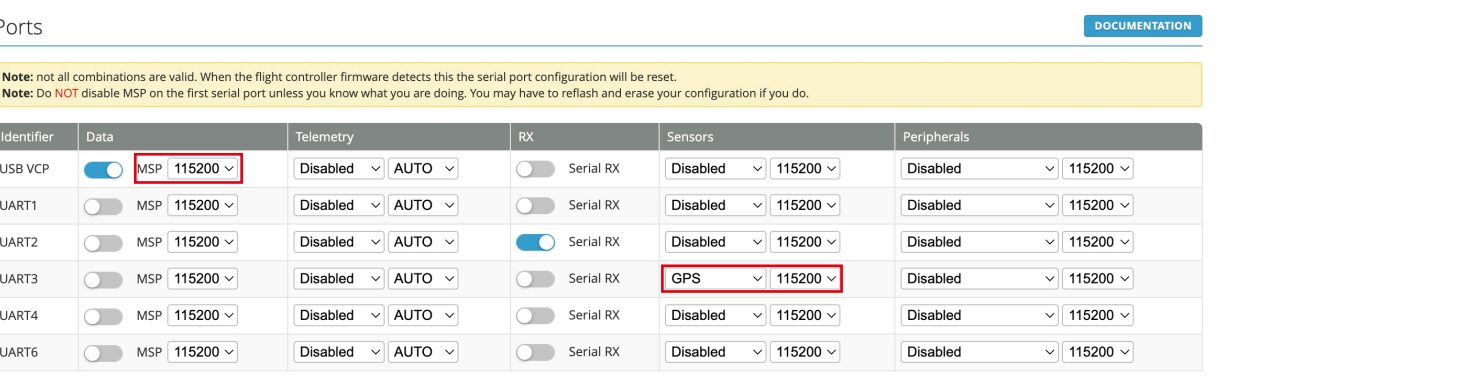 Ports
DOCUMENTATION
Note: not all combinations are valid. When the flight controller firmware detects this the serial port configuration will be reset.
Note: Do NOT disable MSP on the first serial port unless you know what you are doing. You may have to reflash and erase your configuration if you do.
Identifier Data Telemetry RX Sensors Peripherals
USB VCP MSP 115200 Disabled AUTO Serial RX Disabled 115200 Disabled 115200
UART1 MSP 115200 Disabled AUTO Serial RX Disabled 115200 Disabled 115200
UART2 MSP 115200 Disabled AUTO Serial RX Disabled 115200 Disabled 115200
UART3 MSP 115200 Disabled AUTO Serial RX GPS 115200 Disabled 115200
UART4 MSP 115200 Disabled AUTO Serial RX Disabled 115200 Disabled 115200
UART6 MSP 115200 Disabled AUTO Serial RX Disabled 115200 Disabled 115200